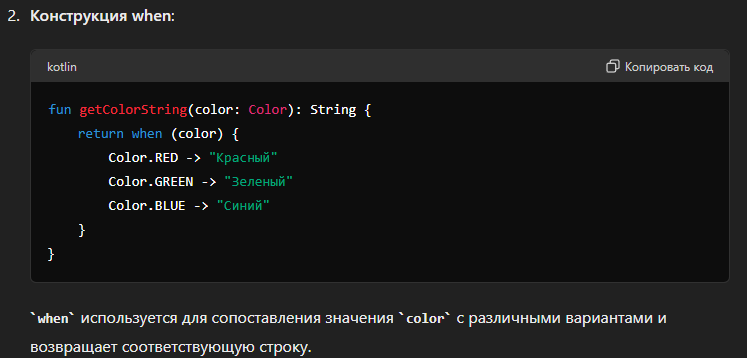 2. Конструкция when:
kotlin Копировать код
fun getColorString(color: Color): String {
    return when (color) {
        Color.RED -> "Красный"
        Color.GREEN -> "Зеленый"
        Color.BLUE -> "Синий"
    }
}
`when` используется для сопоставления значения `color` с различными вариантами и
возвращает соответствующую строку.